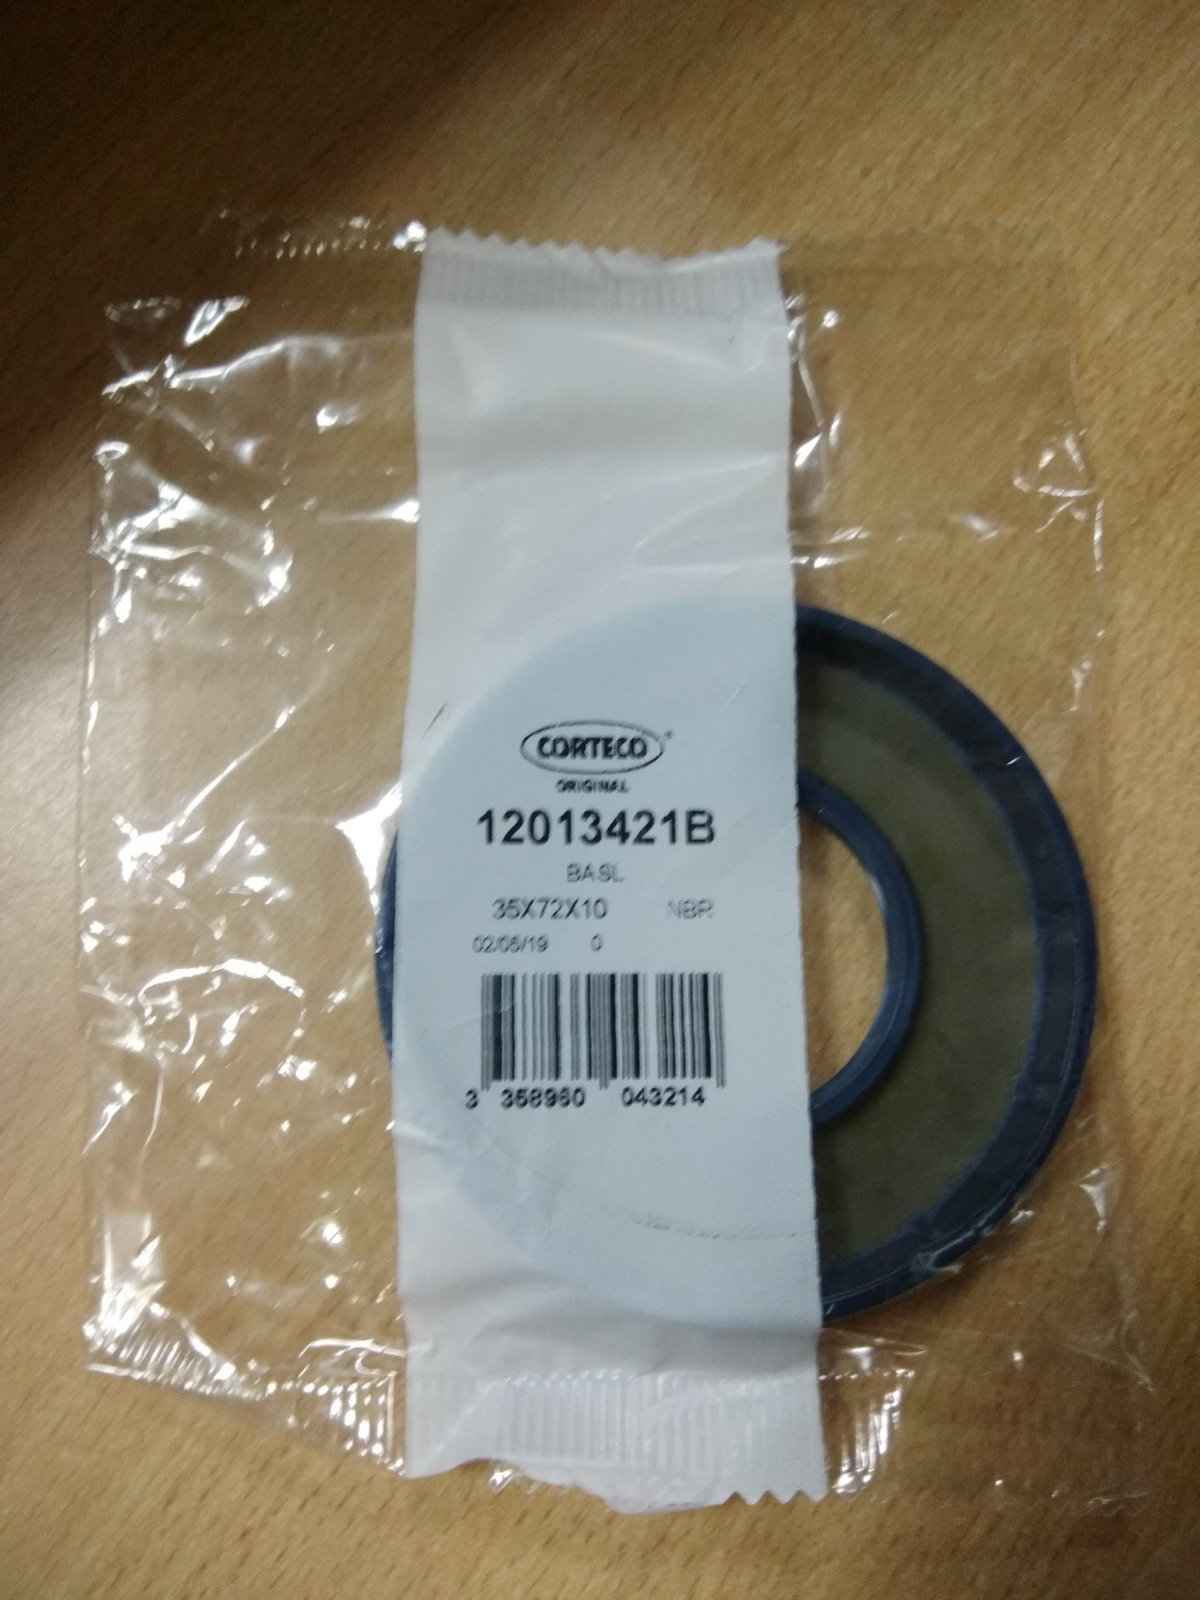 CORTECO®
ORIGINAL
12013421B
BASL
35X72X10 NBR
02/05/19 0
3 358960 043214